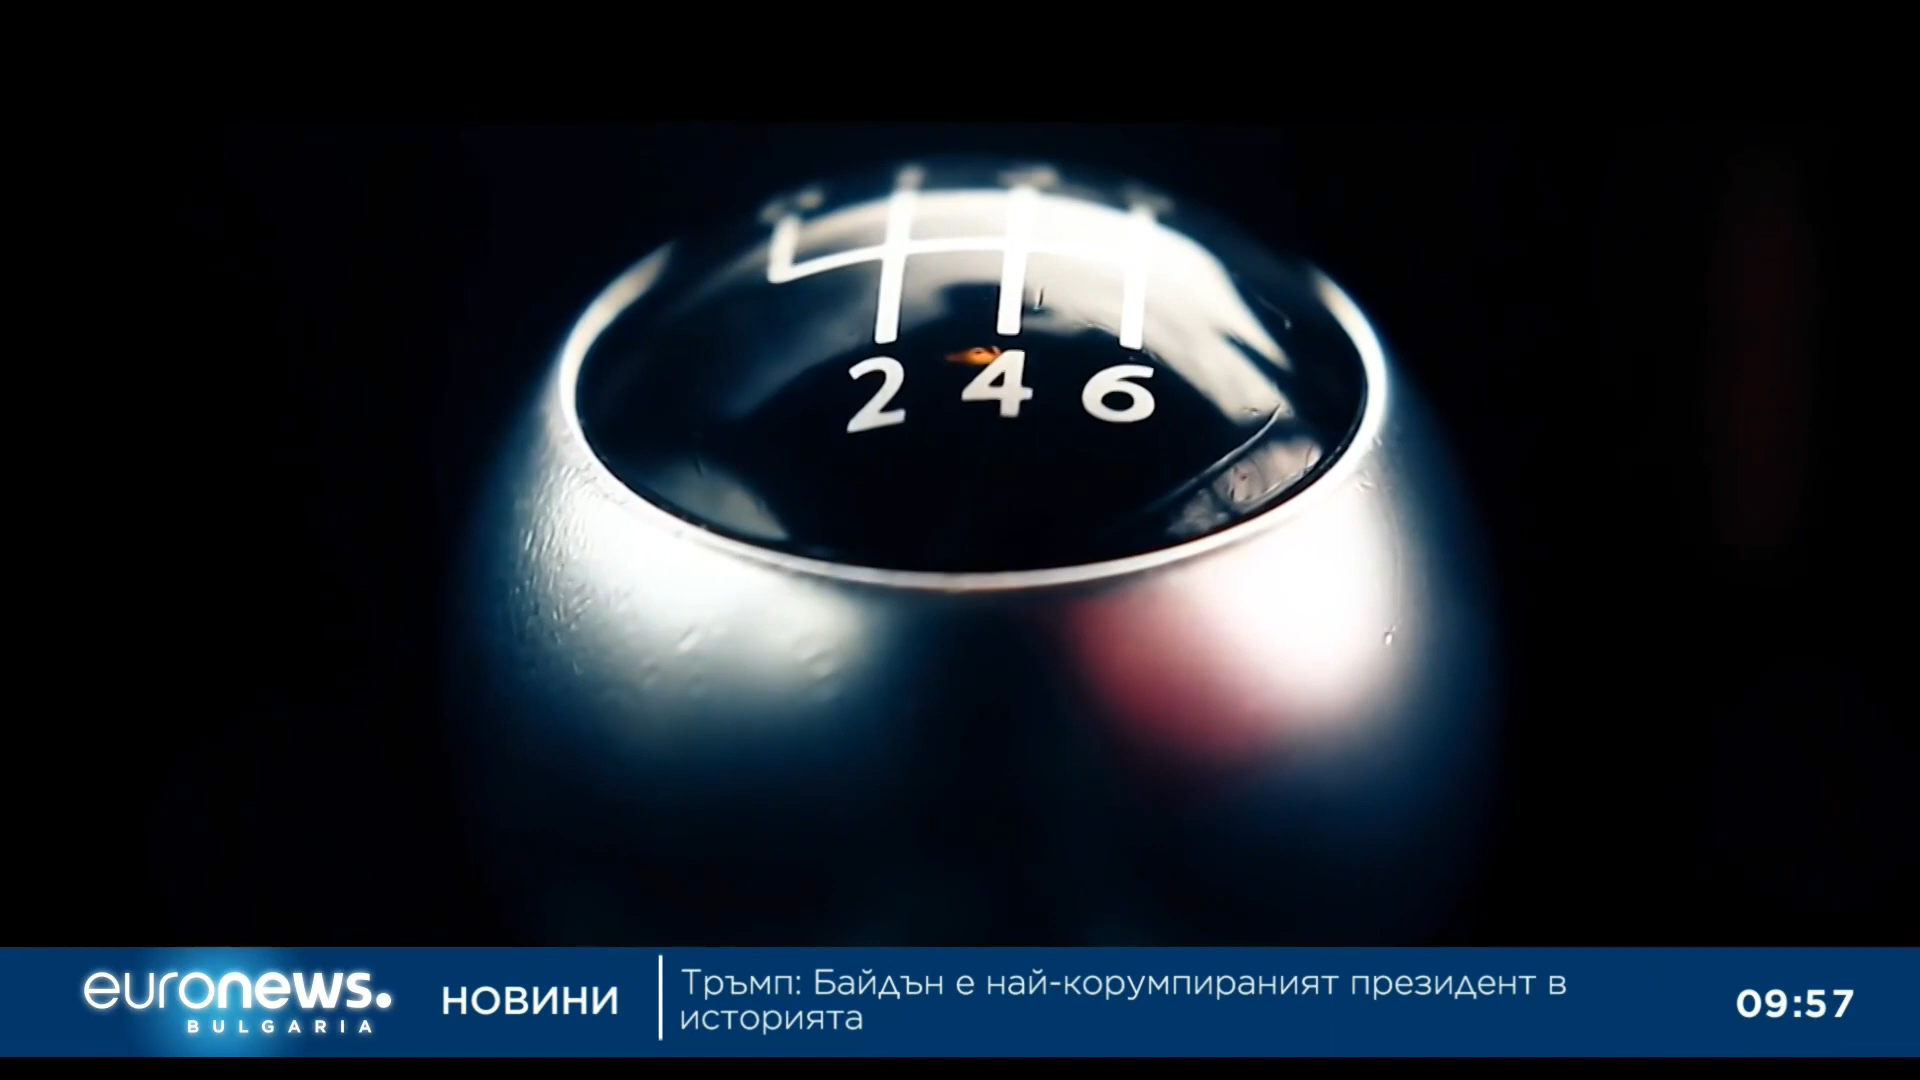 2 4 6
euronews.
BULGARIA
НОВИНИ
Тръмп: Байдън е най-корумпираният президент в
историята
09:57